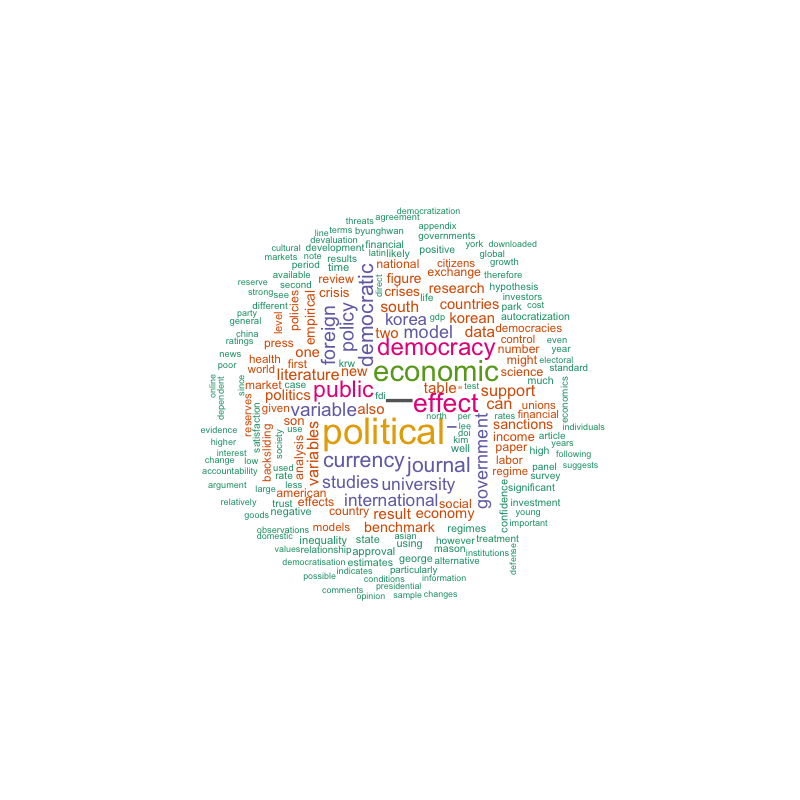 democratization
threats agreement
line terms byunghwan appendix
cultural devaluation governments
markets note development financial positive york downloaded
available period results latin likely global
reserve second time national citizens growth
strong see review direct figure exchange therefore
different policies crisis crises life research hypothesis
party level empirical foreign policy democratic south countries investors
general korea gdp korean park cost
china press two model data autocratization
ratings democracies
news one democracy number control even
poor health first krw economic might year electoral
world literature new science standard
online dependent since market case public fdi table = test support much economics
politics — effect can unions
given variable also north per rates financial individuals
evidence satisfaction reserves son political – lee doi sanctions article
higher backsliding society use kim income years
interest analysis variables well government paper high following
change low currency journal regime labor panel suggests
accountability used survey
argument rate less studies university confidence significant
relatively large american international investment
goods trust effects country social young
negative result economy important
observations models benchmark regimes
domestic inequality state asian using however treatment
values relationship approval mason institutions defense
democratisation estimates george alternative
possible indicates conditions particularly information
comments presidential
opinion sample changes